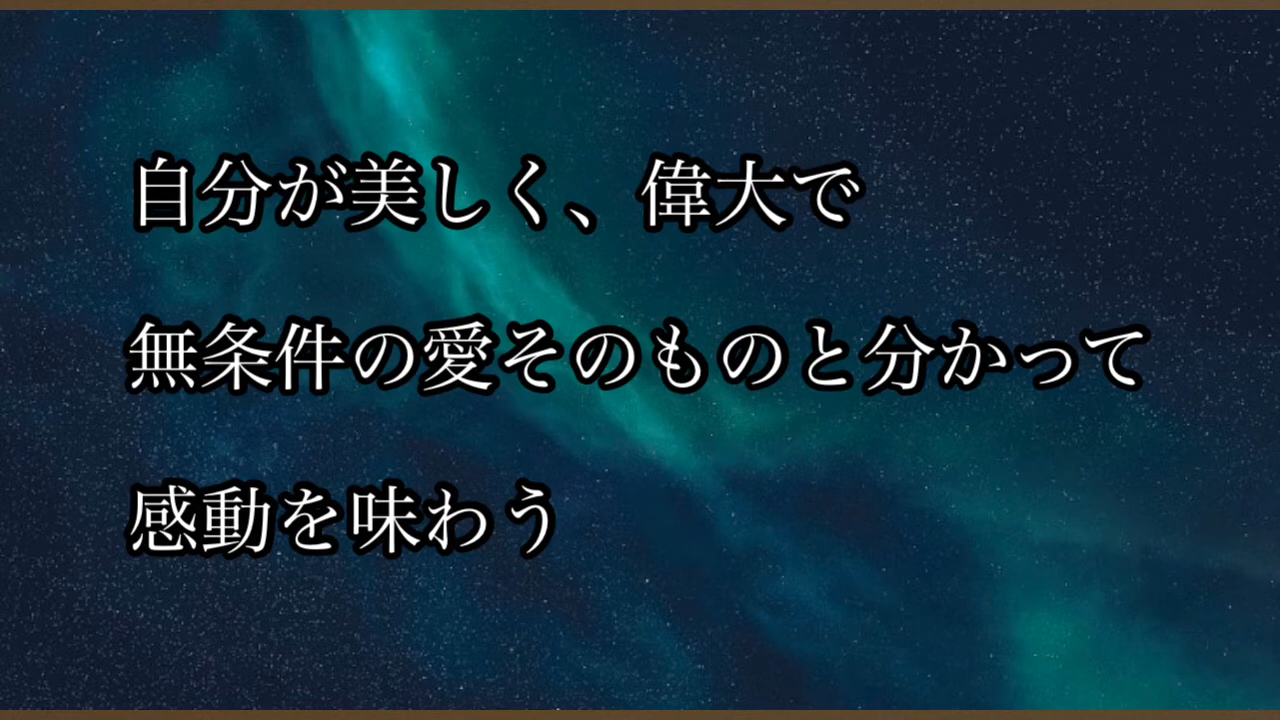 自分が美しく、偉大で
無条件の愛そのものと分かって
感動を味わう